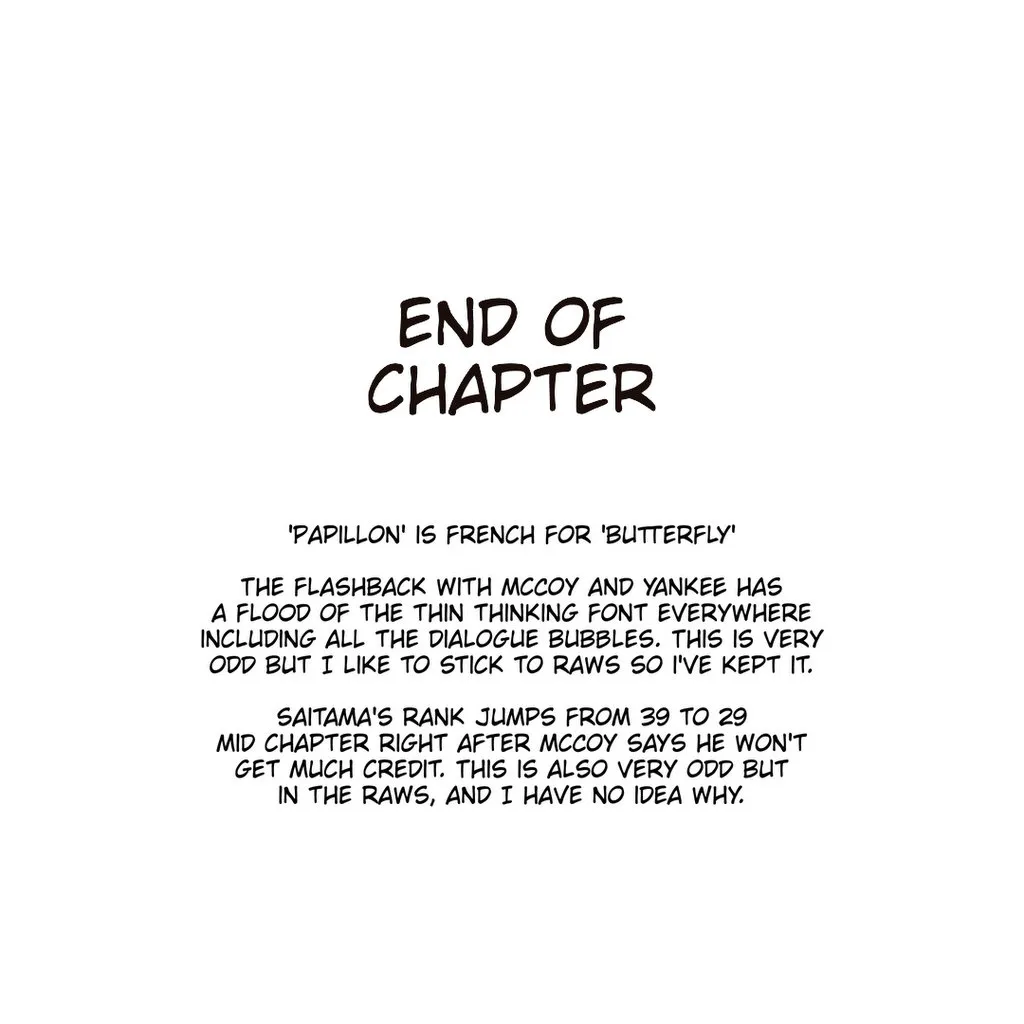 END OF
CHAPTER
'PAPILLON' IS FRENCH FOR 'BUTTERFLY'
THE FLASHBACK WITH MCCOY AND YANKEE HAS
A FLOOD OF THE THIN THINKING FONT EVERYWHERE
INCLUDING ALL THE DIALOGUE BUBBLES. THIS IS VERY
ODD BUT I LIKE TO STICK TO RAWS SO I'VE KEPT IT.
SAITAMA'S RANK JUMPS FROM 39 TO 29
MID CHAPTER RIGHT AFTER MCCOY SAYS HE WON'T
GET MUCH CREDIT. THIS IS ALSO VERY ODD BUT
IN THE RAWS, AND I HAVE NO IDEA WHY.